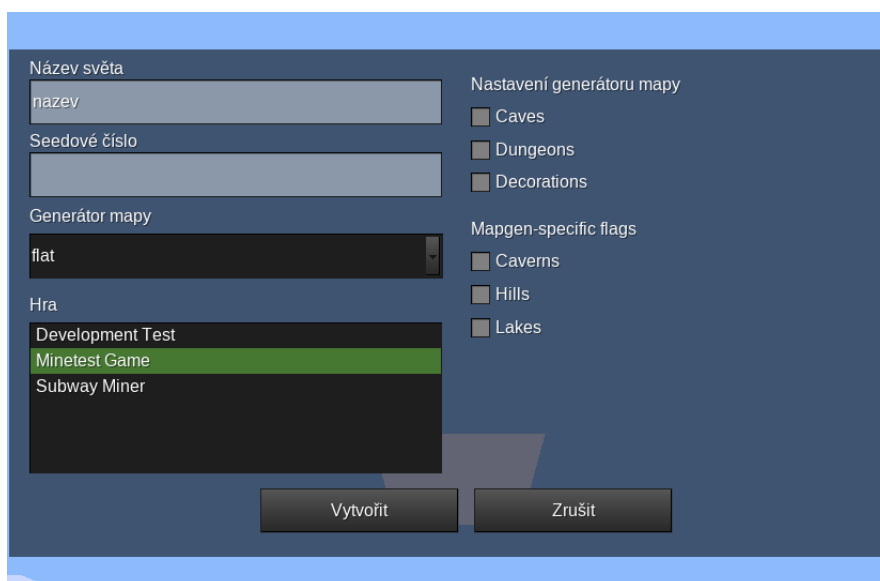 Název světa
nazev
Seedové číslo
Generátor mapy
flat
Hra
Development Test
Minetest Game
Subway Miner
Nastavení generátoru mapy
Caves
Dungeons
Decorations
Mapgen-specific flags
Caverns
Hills
Lakes
Vytvořit
Zrušit